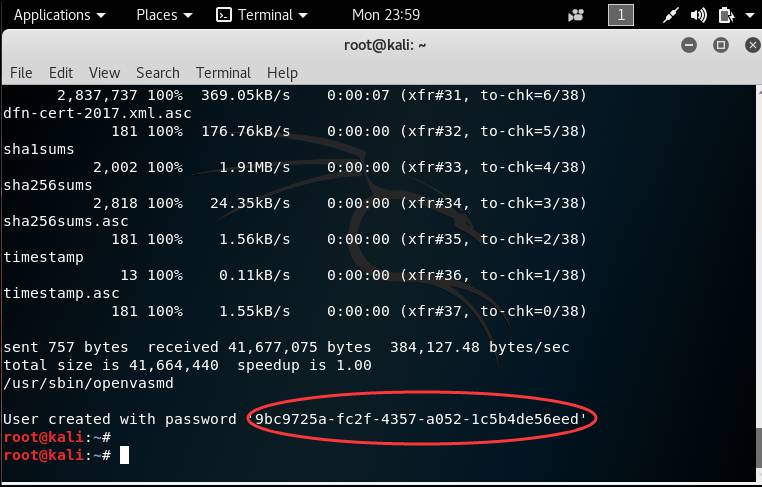 Applications Places Terminal Mon 23:59 1
root@kali: ~
File Edit View Search Terminal Help
2,837,737 100% 369.05kB/s 0:00:07 (xfr#31, to-chk=6/38)
dfn-cert-2017.xml.asc
181 100% 176.76kB/s 0:00:00 (xfr#32, to-chk=5/38)
sha1sums
2,002 100% 1.91MB/s 0:00:00 (xfr#33, to-chk=4/38)
sha256sums
2,818 100% 24.35kB/s 0:00:00 (xfr#34, to-chk=3/38)
sha256sums.asc
181 100% 1.56kB/s 0:00:00 (xfr#35, to-chk=2/38)
timestamp
13 100% 0.11kB/s 0:00:00 (xfr#36, to-chk=1/38)
timestamp.asc
181 100% 1.55kB/s 0:00:00 (xfr#37, to-chk=0/38)
sent 757 bytes received 41,677,075 bytes 384,127.48 bytes/sec
total size is 41,664,440 speedup is 1.00
/usr/sbin/openvasmd
User created with password '9bc9725a-fc2f-4357-a052-1c5b4de56eed'
root@kali:~#
root@kali:~#